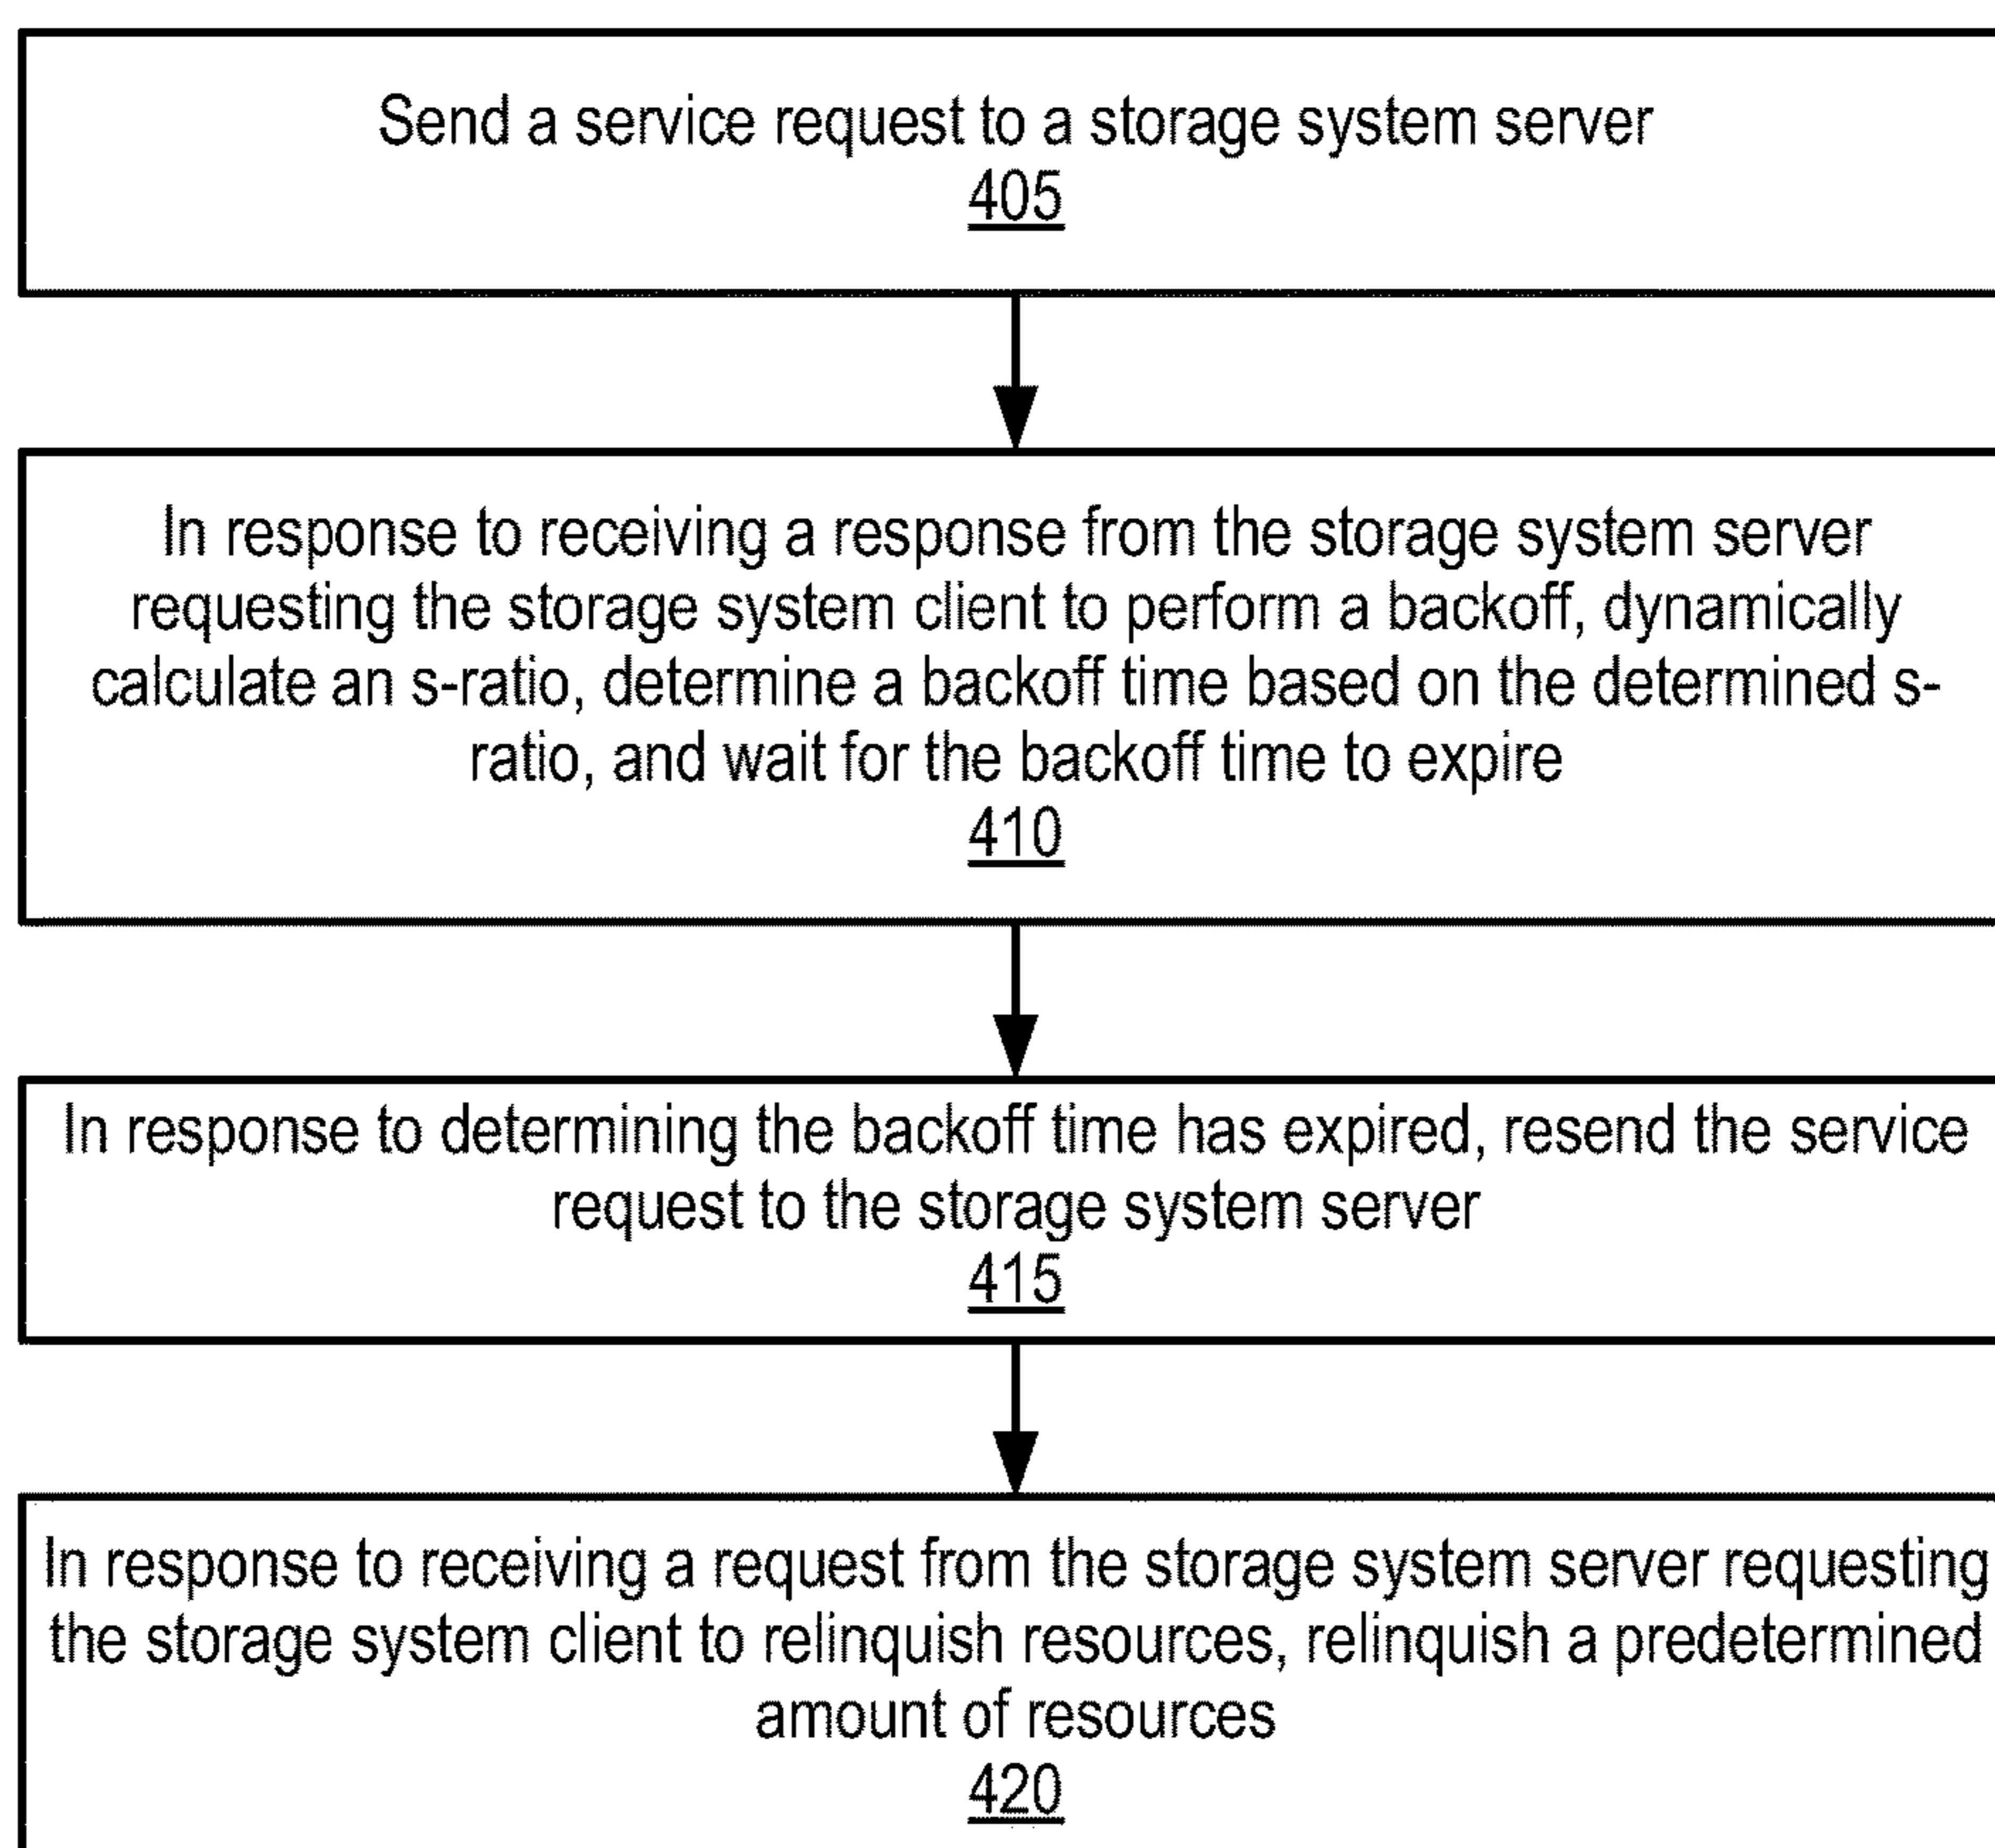 Send a service request to a storage system server
405
In response to receiving a response from the storage system server
requesting the storage system client to perform a backoff, dynamically
calculate an s-ratio, determine a backoff time based on the determined s-
ratio, and wait for the backoff time to expire
410
In response to determining the backoff time has expired, resend the service
request to the storage system server
415
In response to receiving a request from the storage system server requesting
the storage system client to relinquish resources, relinquish a predetermined
amount of resources
420